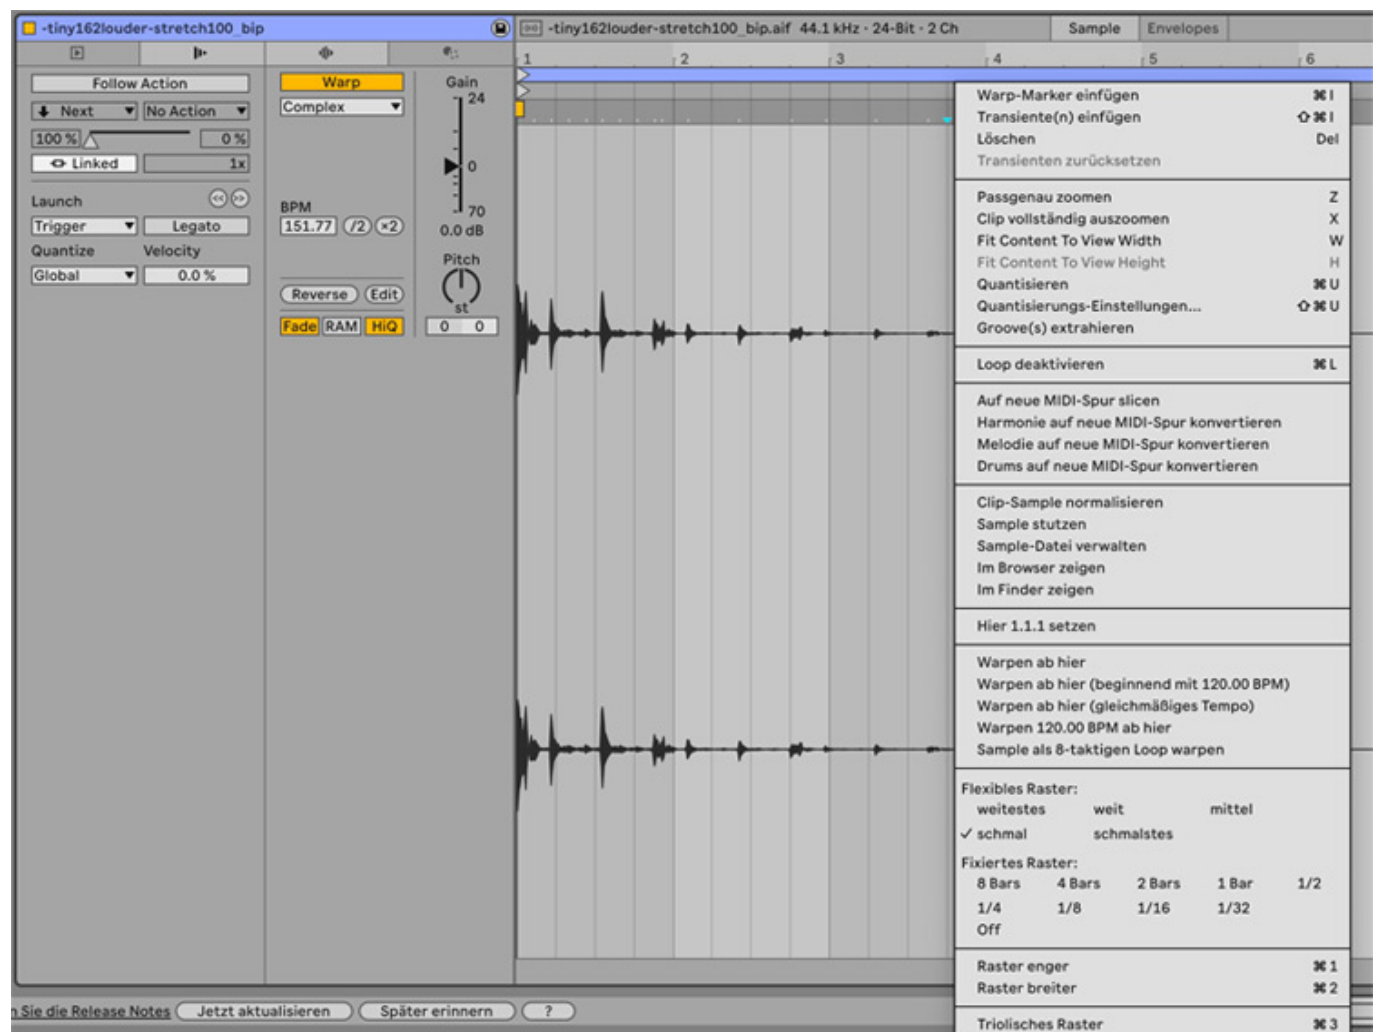 -tiny162louder-stretch100_bip
-tiny162louder-stretch100_bip.aif 44.1 kHz · 24-Bit · 2 Ch
Sample Envelopes
1 2 3 4 5 6
Follow Action
Next No Action
100 % 0 %
Linked 1x
Launch
Trigger Legato
Quantize Velocity
Global 0.0 %
Warp
Complex
BPM
151.77 /2 ×2
Reverse Edit
Fade RAM HiQ
Gain
24
0
70
0.0 dB
Pitch
st
0 0
Warp-Marker einfügen ⌘ I
Transiente(n) einfügen ⇧ ⌘ I
Löschen Del
Transienten zurücksetzen
Passgenau zoomen Z
Clip vollständig auszoomen X
Fit Content To View Width W
Fit Content To View Height H
Quantisieren ⌘ U
Quantisierungs-Einstellungen... ⇧ ⌘ U
Groove(s) extrahieren
Loop deaktivieren ⌘ L
Auf neue MIDI-Spur slicen
Harmonie auf neue MIDI-Spur konvertieren
Melodie auf neue MIDI-Spur konvertieren
Drums auf neue MIDI-Spur konvertieren
Clip-Sample normalisieren
Sample stutzen
Sample-Datei verwalten
Im Browser zeigen
Im Finder zeigen
Hier 1.1.1 setzen
Warpen ab hier
Warpen ab hier (beginnend mit 120.00 BPM)
Warpen ab hier (gleichmäßiges Tempo)
Warpen 120.00 BPM ab hier
Sample als 8-taktigen Loop warpen
Flexibles Raster:
weitestes weit mittel
✓ schmal schmalstes
Fixiertes Raster:
8 Bars 4 Bars 2 Bars 1 Bar 1/2
1/4 1/8 1/16 1/32
Off
Raster enger ⌘ 1
Raster breiter ⌘ 2
Triolisches Raster ⌘ 3
n Sie die Release Notes Jetzt aktualisieren Später erinnern ?